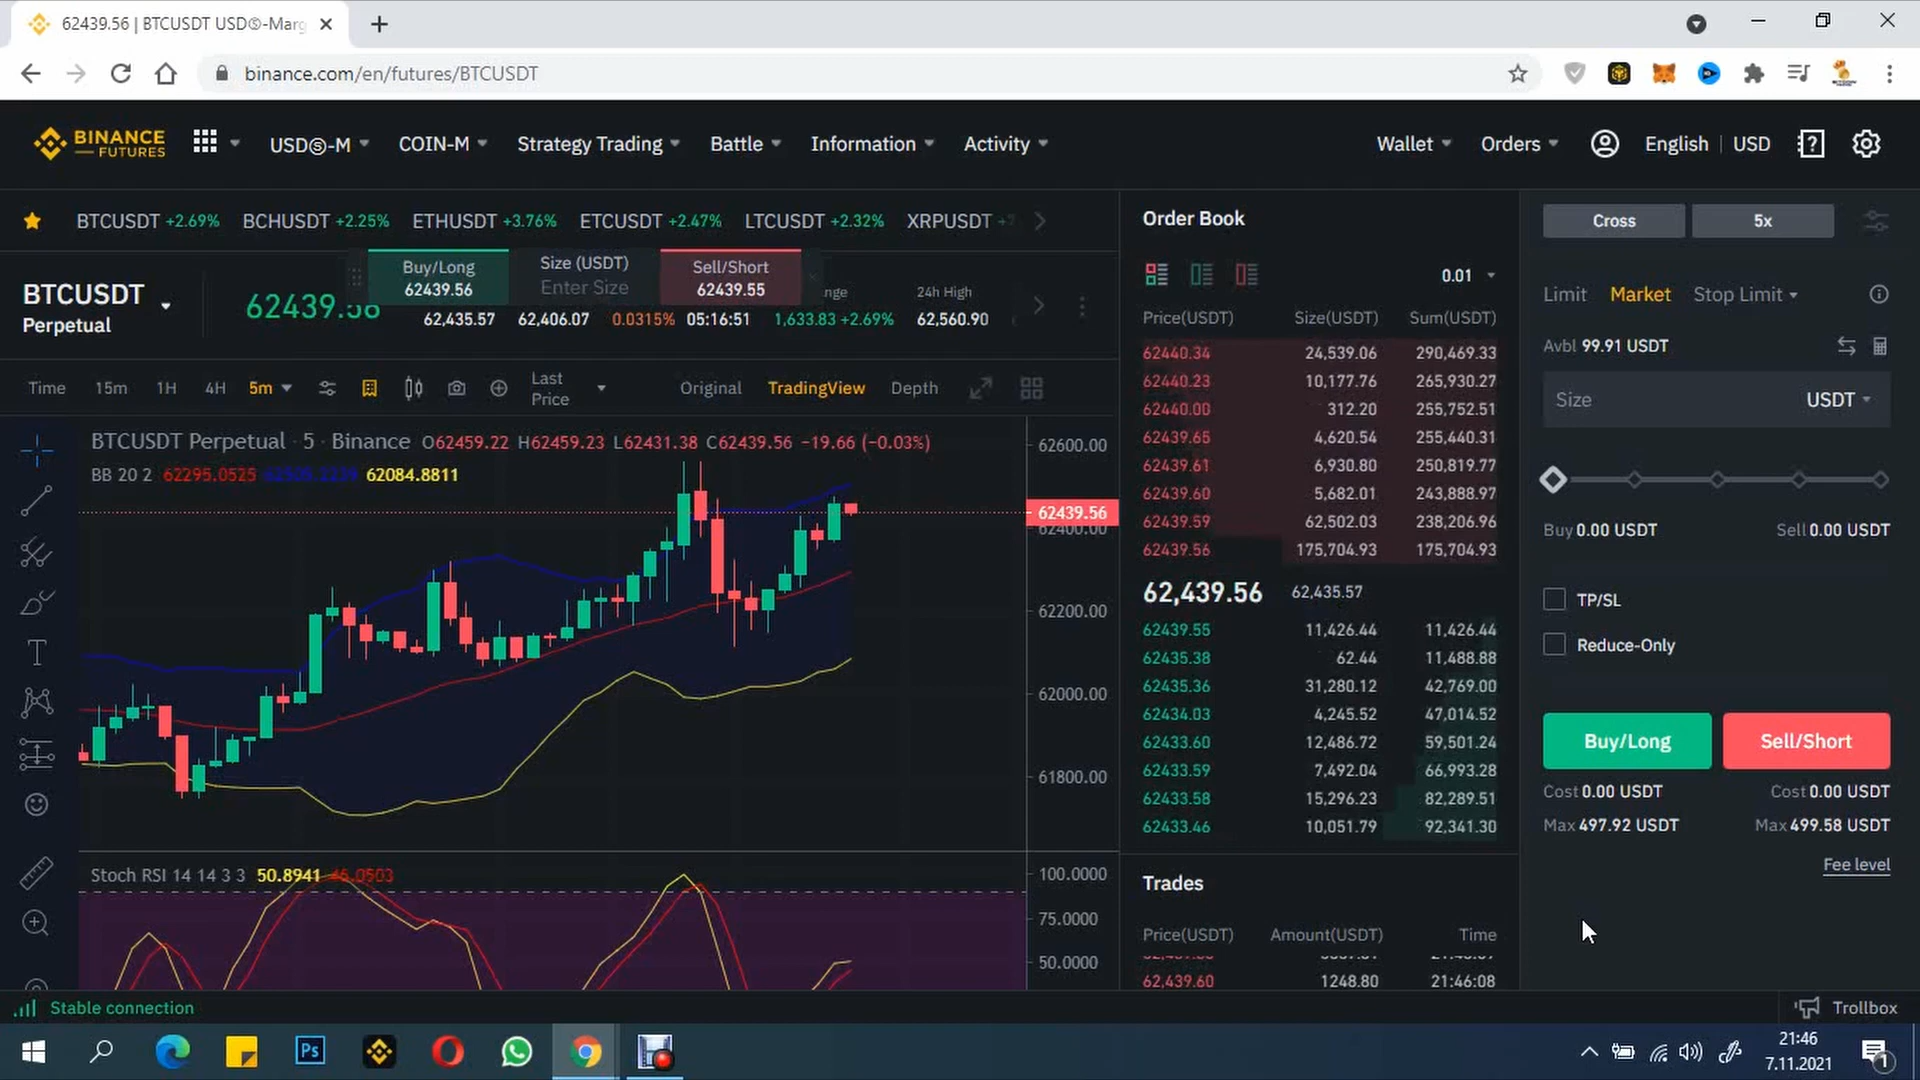 62439.56 | BTCUSDT USDⓈ-Marg
binance.com/en/futures/BTCUSDT
BINANCE
FUTURES
USDⓈ-M COIN-M Strategy Trading Battle Information Activity
Wallet Orders English USD
BTCUSDT +2.69% BCHUSDT +2.25% ETHUSDT +3.76% ETCUSDT +2.47% LTCUSDT +2.32% XRPUSDT
BTCUSDT
Perpetual
62439.56
Buy/Long
62439.56
Size (USDT)
Enter Size
Sell/Short
62439.55
24h High
62,435.57 62,406.07 0.0315% 05:16:51 1,633.83 +2.69% 62,560.90
Time 15m 1H 4H 5m
Last
Price
Original TradingView Depth
BTCUSDT Perpetual · 5 · Binance O62459.22 H62459.23 L62431.38 C62439.56 −19.66 (−0.03%)
BB 20 2 62295.0525 62084.8811
62600.00
62439.56
62400.00
62200.00
62000.00
61800.00
Stoch RSI 14 14 3 3 50.8941
100.0000
75.0000
50.0000
Order Book
0.01
Price(USDT) Size(USDT) Sum(USDT)
62440.34 24,539.06 290,469.33
62440.23 10,177.76 265,930.27
62440.00 312.20 255,752.51
62439.65 4,620.54 255,440.31
62439.61 6,930.80 250,819.77
62439.60 5,682.01 243,888.97
62439.59 62,502.03 238,206.96
62439.56 175,704.93 175,704.93
62,439.56 62,435.57
62439.55 11,426.44 11,426.44
62435.38 62.44 11,488.88
62435.36 31,280.12 42,769.00
62434.03 4,245.52 47,014.52
62433.60 12,486.72 59,501.24
62433.59 7,492.04 66,993.28
62433.58 15,296.23 82,289.51
62433.46 10,051.79 92,341.30
Trades
Price(USDT) Amount(USDT) Time
62,439.60 1248.80 21:46:08
Cross 5x
Limit Market Stop Limit
Avbl 99.91 USDT
Size USDT
Buy 0.00 USDT Sell 0.00 USDT
TP/SL
Reduce-Only
Buy/Long Sell/Short
Cost 0.00 USDT Cost 0.00 USDT
Max 497.92 USDT Max 499.58 USDT
Fee level
Stable connection
Trollbox
Ps
21:46
7.11.2021
1